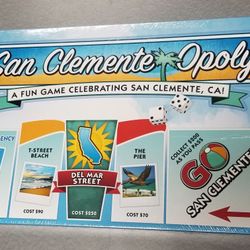 San Clemente Opoly
A FUN GAME CELEBRATING SAN CLEMENTE, CA!
ENCY
T-STREET
BEACH
COST $90
DEL MAR
STREET
COST $250
THE
PIER
COST $70
COLLECT $200
AS YOU PASS
GO
SAN CLEMENTE